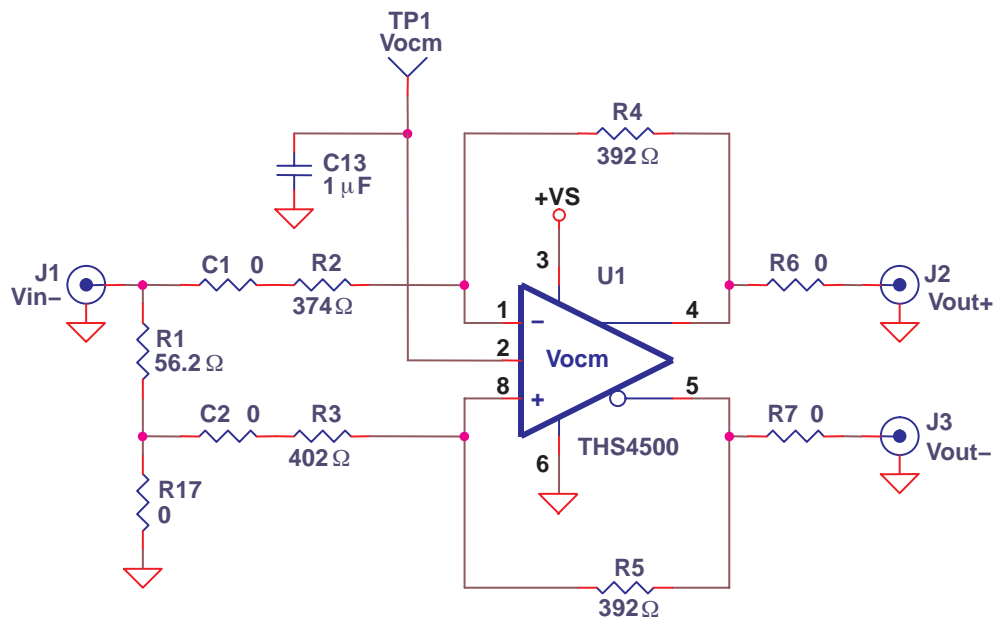 TP1
Vocm
R4
392 Ω
C13
1 μF
+VS
3
U1
J1
Vin–
C1 0
R2
374 Ω
R6 0
J2
Vout+
1
–
4
R1
56.2 Ω
2
Vocm
8
+
5
C2 0
R3
402 Ω
R7 0
J3
Vout–
6
THS4500
R17
0
R5
392 Ω